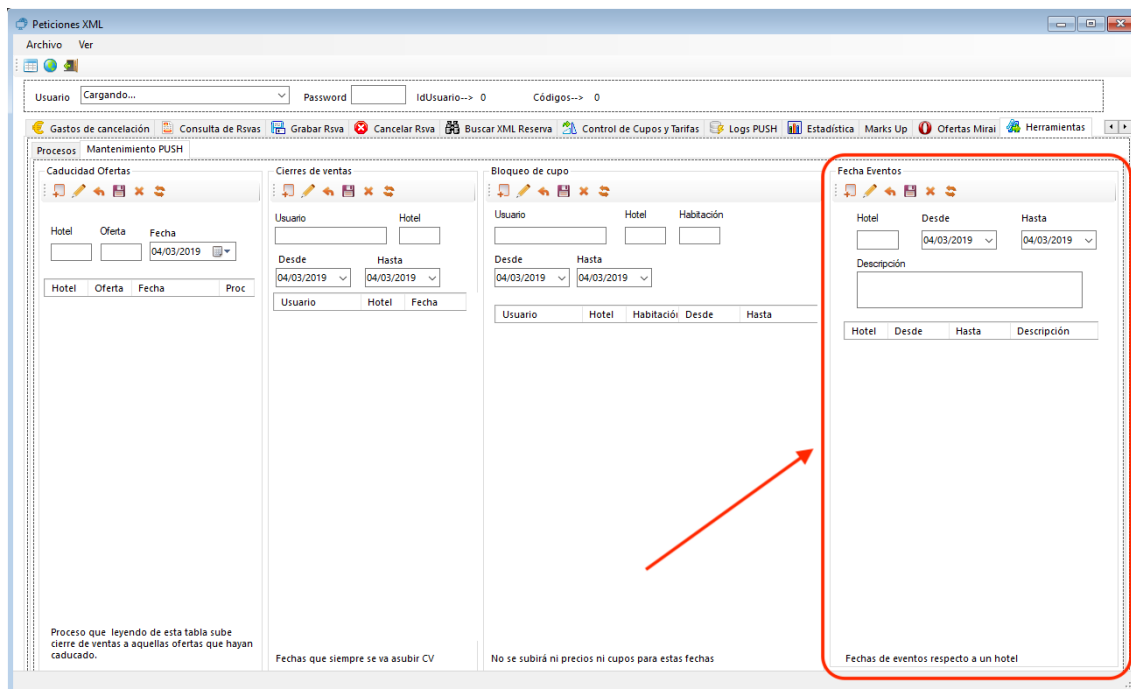 Peticiones XML
Archivo Ver
Usuario Cargando... Password IdUsuario--> 0 Códigos--> 0
Gastos de cancelación Consulta de Rsvas Grabar Rsva Cancelar Rsva Buscar XML Reserva Control de Cupos y Tarifas Logs PUSH Estadística Marks Up Ofertas Mirai Herramientas
Procesos Mantenimiento PUSH
Caducidad Ofertas
Hotel Oferta Fecha
04/03/2019
Hotel Oferta Fecha Proc
Proceso que leyendo de esta tabla sube
cierre de ventas a aquellas ofertas que hayan
caducado.
Cierres de ventas
Usuario Hotel
Desde Hasta
04/03/2019 04/03/2019
Usuario Hotel Fecha
Fechas que siempre se va asubir CV
Bloqueo de cupo
Usuario Hotel Habitación
Desde Hasta
04/03/2019 04/03/2019
Usuario Hotel Habitació Desde Hasta
No se subirá ni precios ni cupos para estas fechas
Fecha Eventos
Hotel Desde Hasta
04/03/2019 04/03/2019
Descripción
Hotel Desde Hasta Descripción
Fechas de eventos respecto a un hotel